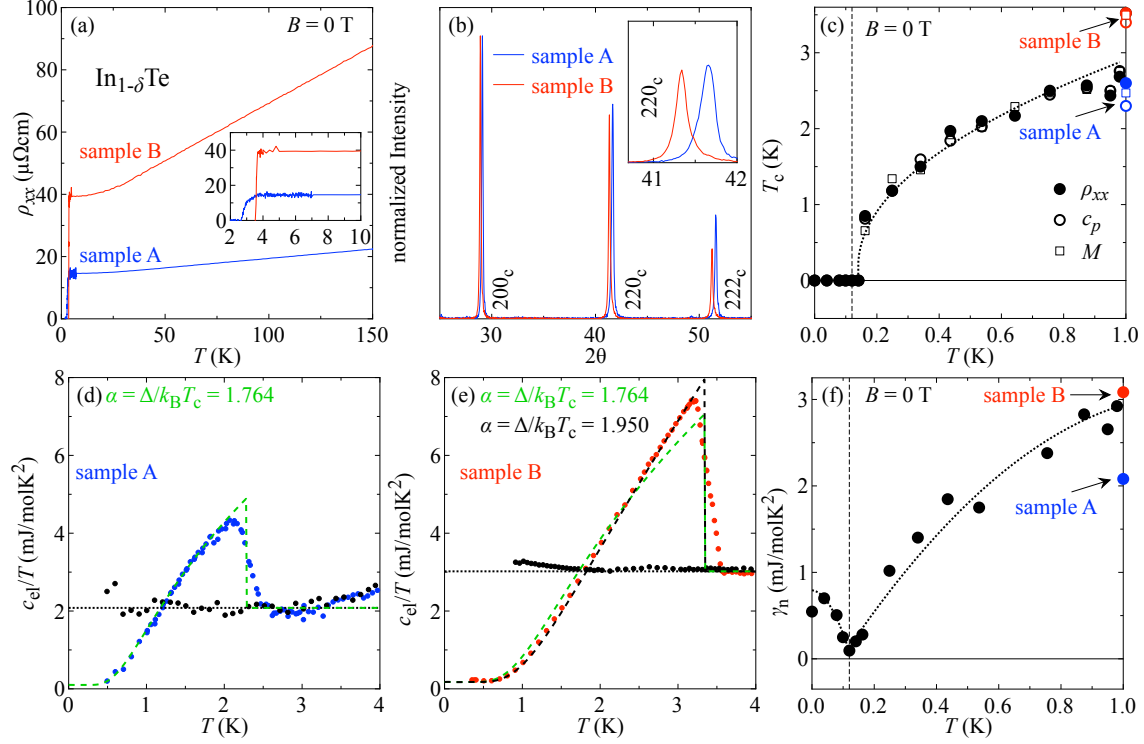 (a)
B = 0 T
In1-δTe
sample B
sample A
ρxx (μΩcm)
100
80
60
40
20
0
0
50
100
150
T (K)
40
20
0
2
4
6
8
10
(b)
sample A
sample B
normalized Intensity
200c
220c
222c
30
40
50
2θ
220c
41
42
(c)
B = 0 T
sample B
sample A
ρxx
cp
M
Tc (K)
3
2
1
0
0.0
0.2
0.4
0.6
0.8
1.0
T (K)
(d)
α = Δ/kBTc = 1.764
sample A
cel/T (mJ/molK2)
8
6
4
2
0
0
1
2
3
4
T (K)
(e)
α = Δ/kBTc = 1.764
α = Δ/kBTc = 1.950
sample B
cel/T (mJ/molK2)
8
6
4
2
0
0
1
2
3
4
T (K)
(f)
B = 0 T
sample B
sample A
γn (mJ/molK2)
3
2
1
0
0.0
0.2
0.4
0.6
0.8
1.0
T (K)